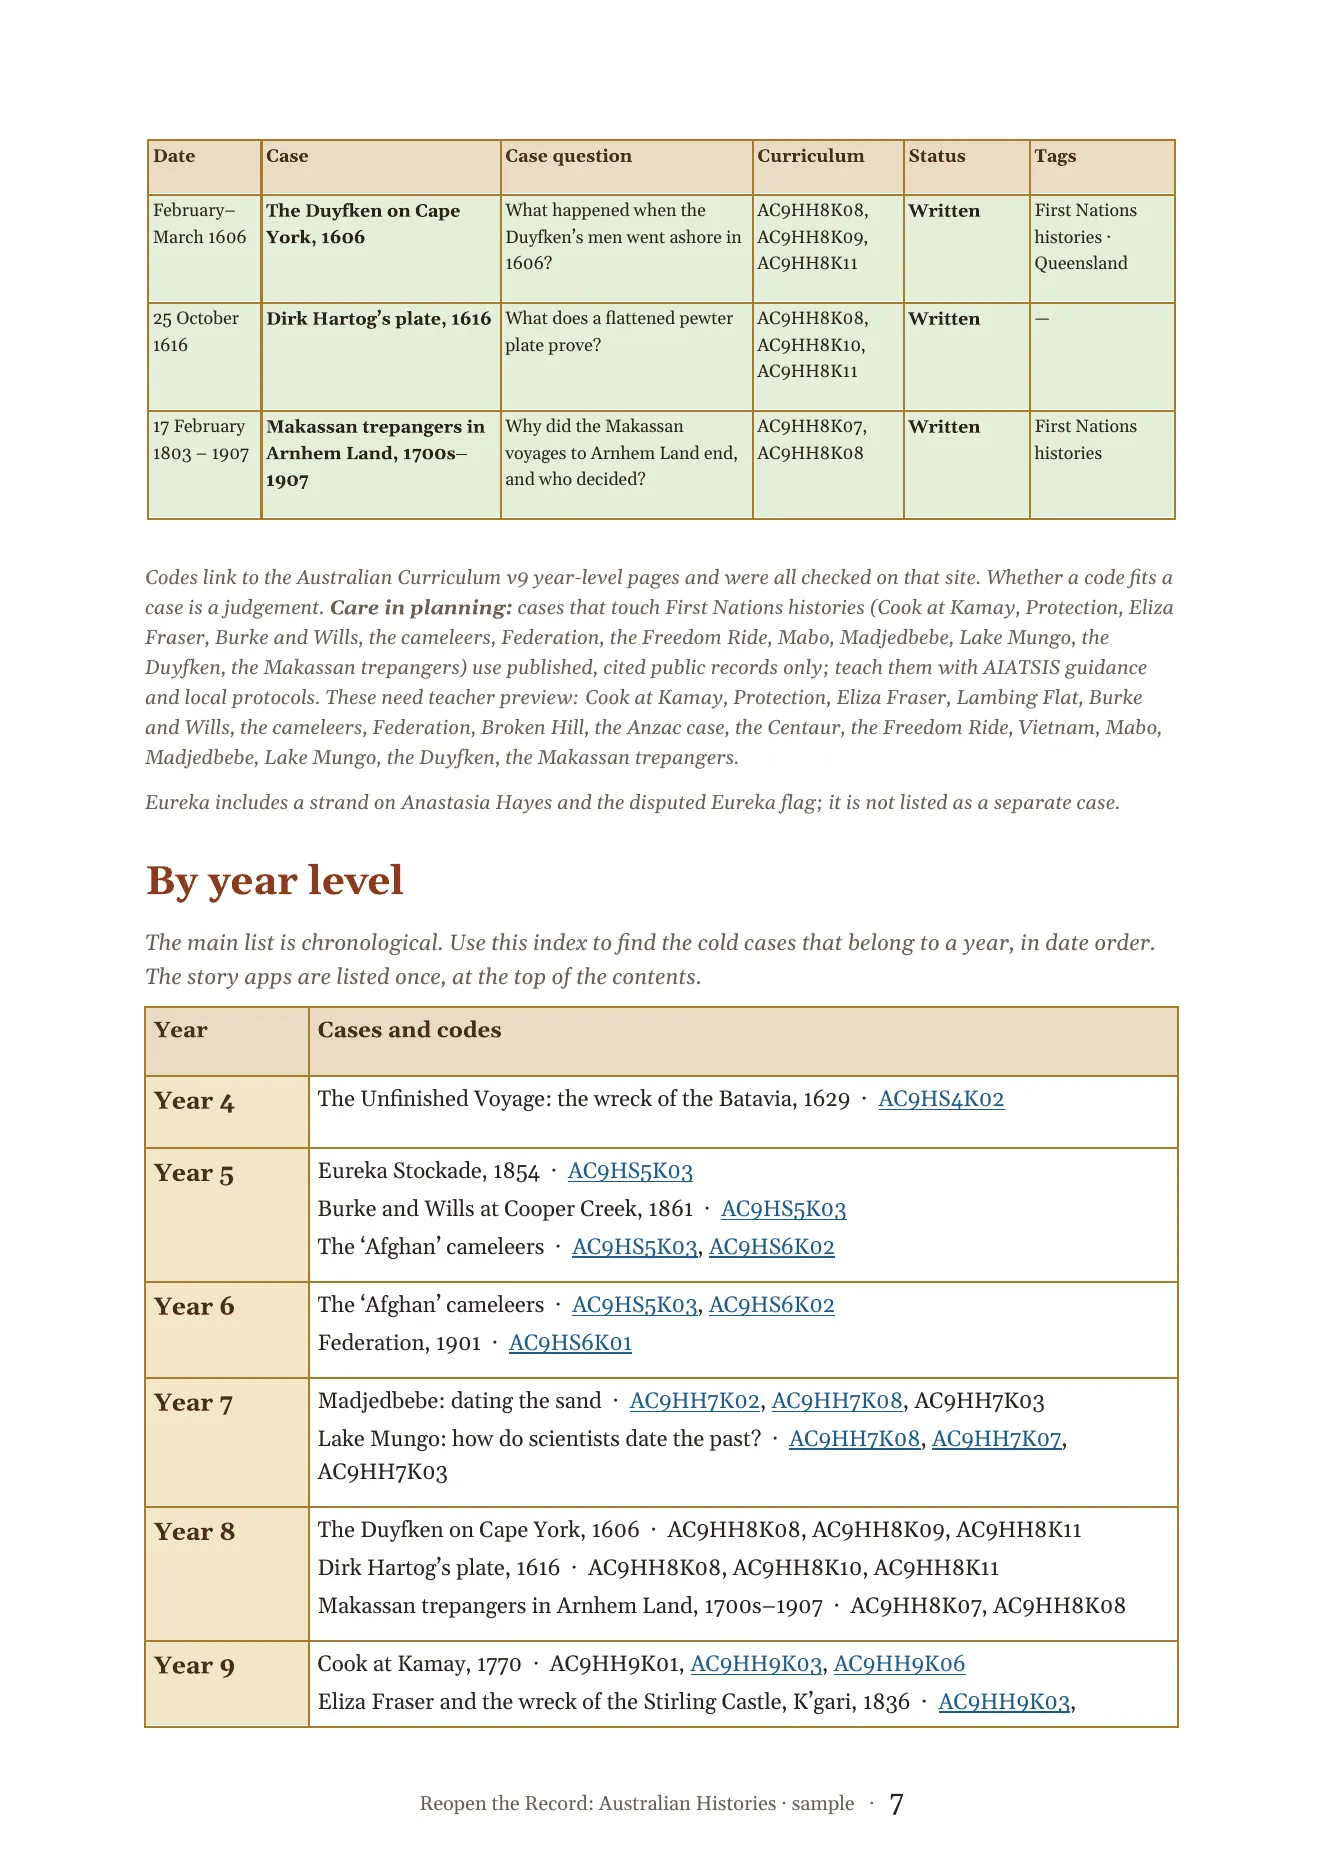 Date Case Case question Curriculum Status Tags
February– The Duyfken on Cape What happened when the AC9HH8K08, Written First Nations
March 1606 York, 1606 Duyfken’s men went ashore in AC9HH8K09, histories ·
1606? AC9HH8K11 Queensland
25 October Dirk Hartog’s plate, 1616 What does a flattened pewter AC9HH8K08, Written —
1616 plate prove? AC9HH8K10,
AC9HH8K11
17 February Makassan trepangers in Why did the Makassan AC9HH8K07, Written First Nations
1803 – 1907 Arnhem Land, 1700s– voyages to Arnhem Land end, AC9HH8K08 histories
1907 and who decided?
Codes link to the Australian Curriculum v9 year-level pages and were all checked on that site. Whether a code fits a
case is a judgement. Care in planning: cases that touch First Nations histories (Cook at Kamay, Protection, Eliza
Fraser, Burke and Wills, the cameleers, Federation, the Freedom Ride, Mabo, Madjedbebe, Lake Mungo, the
Duyfken, the Makassan trepangers) use published, cited public records only; teach them with AIATSIS guidance
and local protocols. These need teacher preview: Cook at Kamay, Protection, Eliza Fraser, Lambing Flat, Burke
and Wills, the cameleers, Federation, Broken Hill, the Anzac case, the Centaur, the Freedom Ride, Vietnam, Mabo,
Madjedbebe, Lake Mungo, the Duyfken, the Makassan trepangers.
Eureka includes a strand on Anastasia Hayes and the disputed Eureka flag; it is not listed as a separate case.
By year level
The main list is chronological. Use this index to find the cold cases that belong to a year, in date order.
The story apps are listed once, at the top of the contents.
Year Cases and codes
Year 4 The Unfinished Voyage: the wreck of the Batavia, 1629 · AC9HS4K02
Year 5 Eureka Stockade, 1854 · AC9HS5K03
Burke and Wills at Cooper Creek, 1861 · AC9HS5K03
The ‘Afghan’ cameleers · AC9HS5K03, AC9HS6K02
Year 6 The ‘Afghan’ cameleers · AC9HS5K03, AC9HS6K02
Federation, 1901 · AC9HS6K01
Year 7 Madjedbebe: dating the sand · AC9HH7K02, AC9HH7K08, AC9HH7K03
Lake Mungo: how do scientists date the past? · AC9HH7K08, AC9HH7K07,
AC9HH7K03
Year 8 The Duyfken on Cape York, 1606 · AC9HH8K08, AC9HH8K09, AC9HH8K11
Dirk Hartog’s plate, 1616 · AC9HH8K08, AC9HH8K10, AC9HH8K11
Makassan trepangers in Arnhem Land, 1700s–1907 · AC9HH8K07, AC9HH8K08
Year 9 Cook at Kamay, 1770 · AC9HH9K01, AC9HH9K03, AC9HH9K06
Eliza Fraser and the wreck of the Stirling Castle, K’gari, 1836 · AC9HH9K03,
Reopen the Record: Australian Histories · sample · 7